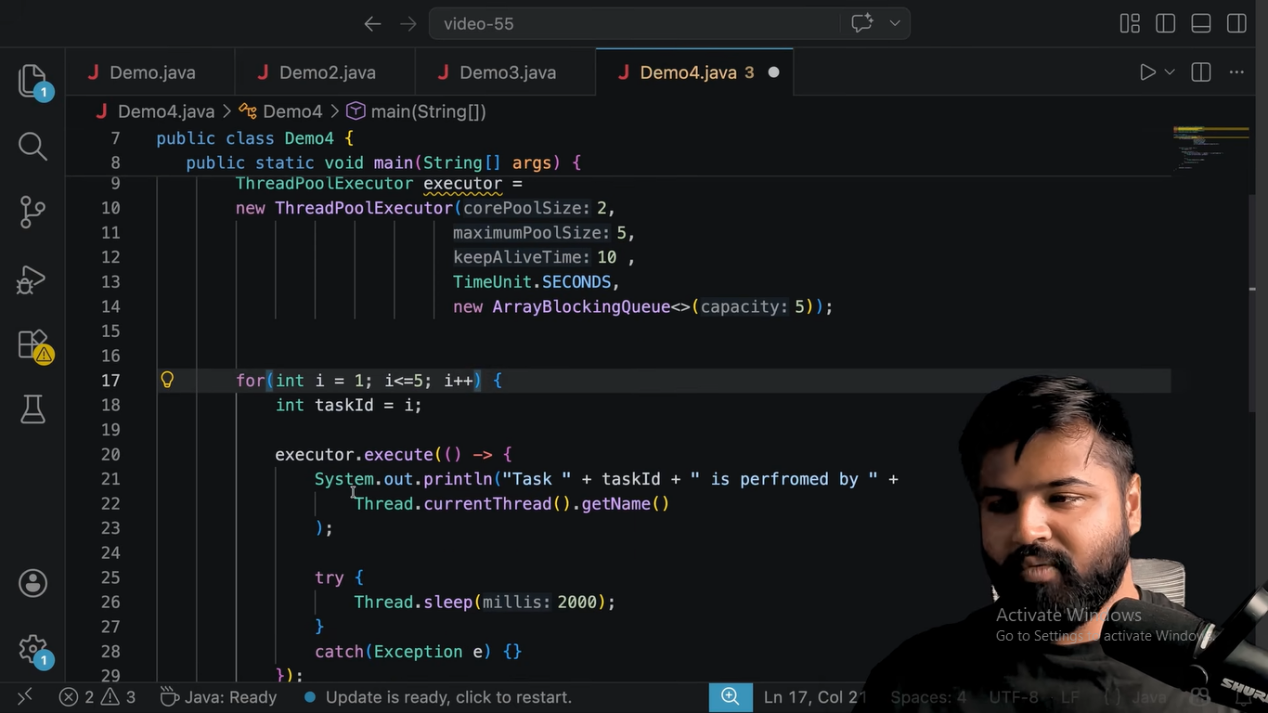 video-55
Demo.java
Demo2.java
Demo3.java
Demo4.java 3
Demo4.java > Demo4 > main(String[])
7 public class Demo4 {
8 public static void main(String[] args) {
9 ThreadPoolExecutor executor =
10 new ThreadPoolExecutor(corePoolSize: 2,
11 maximumPoolSize: 5,
12 keepAliveTime: 10 ,
13 TimeUnit.SECONDS,
14 new ArrayBlockingQueue<>(capacity: 5));
15
16
17 for(int i = 1; i<=5; i++) {
18 int taskId = i;
19
20 executor.execute(() -> {
21 System.out.println("Task " + taskId + " is perfromed by " +
22 Thread.currentThread().getName()
23 );
24
25 try {
26 Thread.sleep(millis: 2000);
27 }
28 catch(Exception e) {}
29 });
1
1
Activate Windows
Go to Settings to activate Windows.
SHURE
2 3 Java: Ready Update is ready, click to restart. Ln 17, Col 21 Spaces: 4 UTF-8 LF { } Java